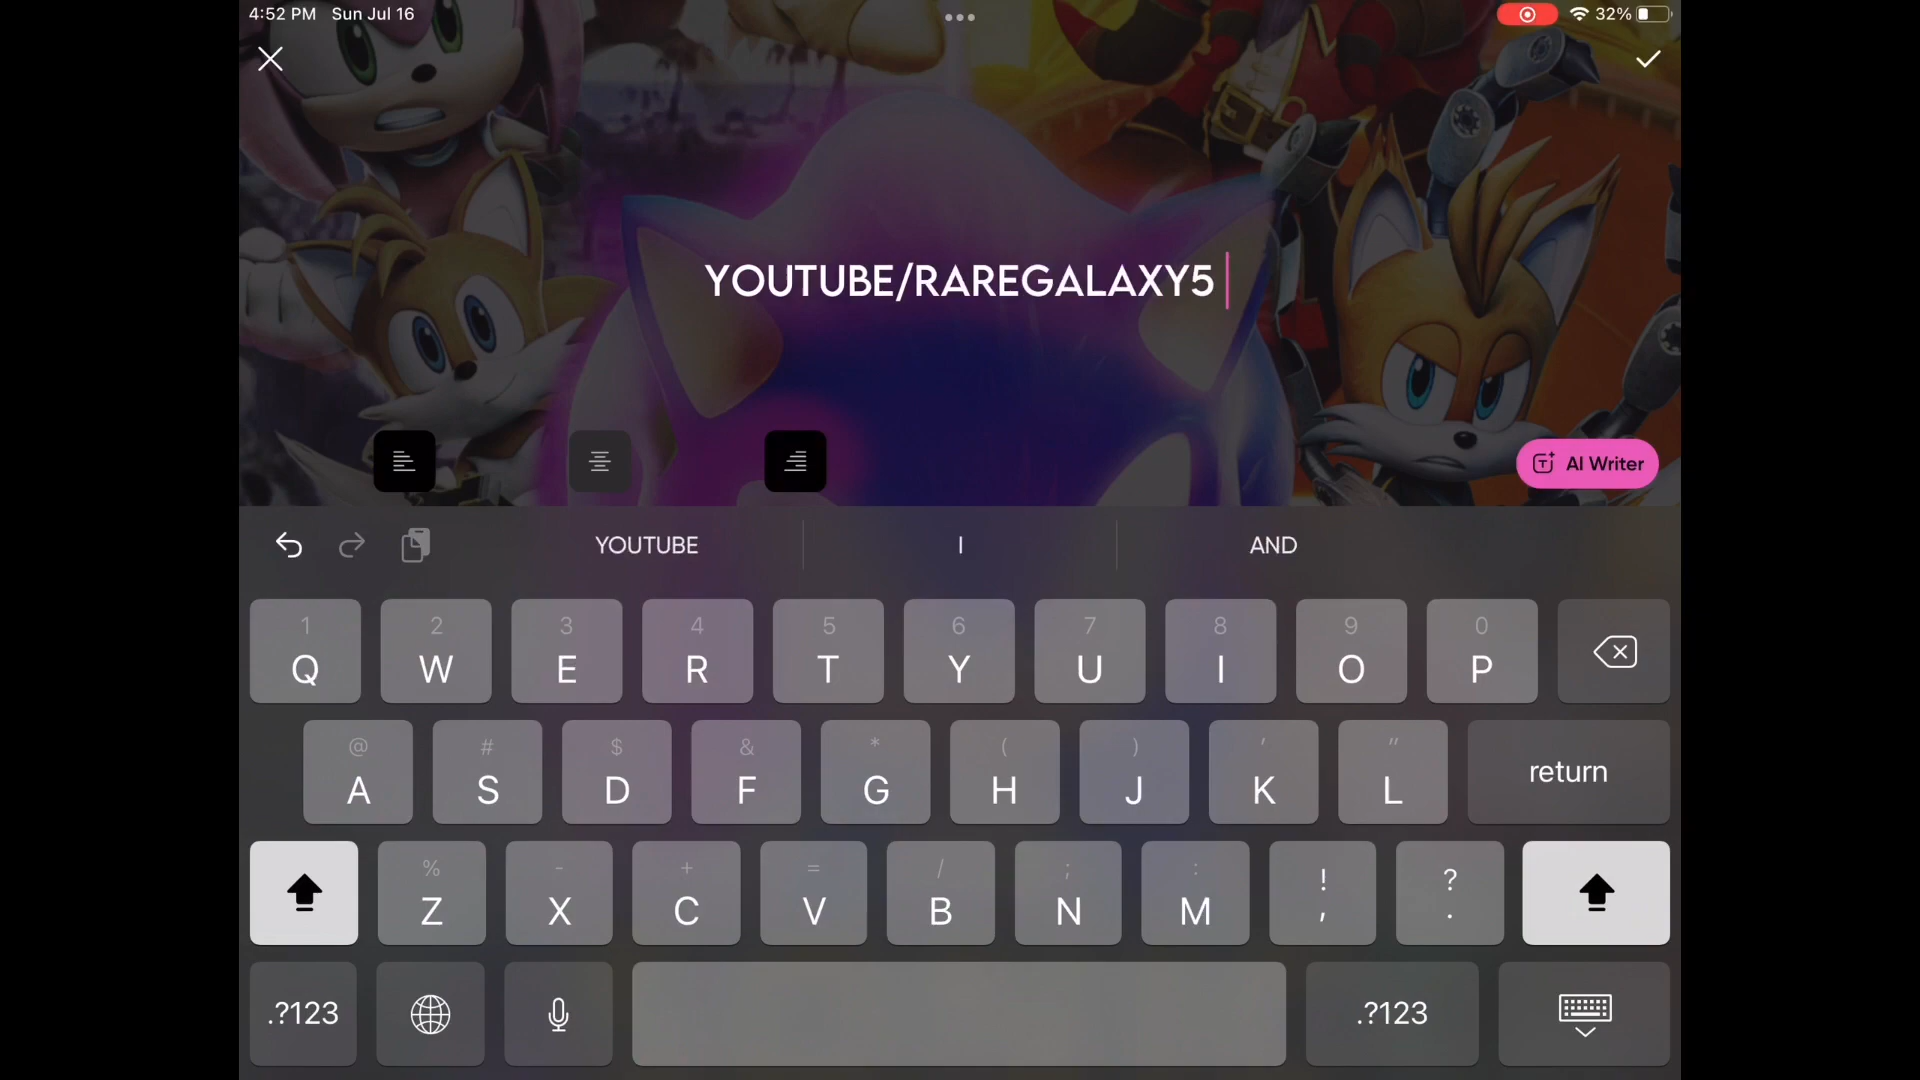 4:52 PM Sun Jul 16
32%
YOUTUBE/RAREGALAXY5
AI Writer
YOUTUBE I AND
1 2 3 4 5 6 7 8 9 0
Q W E R T Y U I O P
@ # $ & * ( ) ' "
A S D F G H J K L return
% - + = / ; : ! ?
Z X C V B N M , .
.?123 .?123